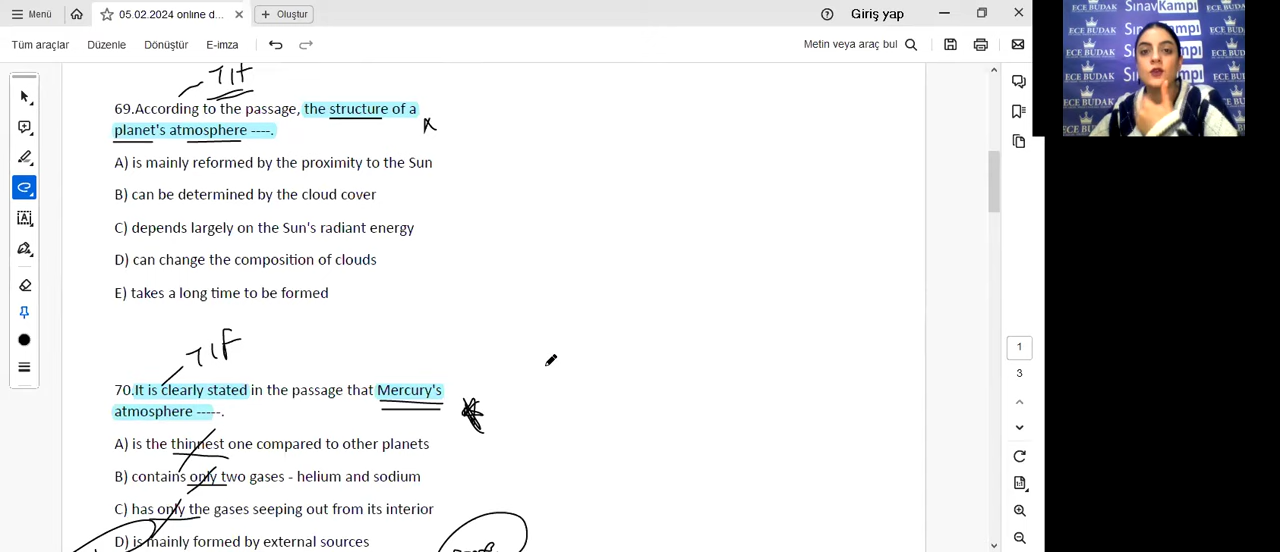 Menü
05.02.2024 online d...
Oluştur
Giriş yap
Tüm araçlar
Düzenle
Dönüştür
E-imza
Metin veya araç bul
SınavKampı
ECE BUDAK
T I F
69.According to the passage, the structure of a
planet's atmosphere ----.
A) is mainly reformed by the proximity to the Sun
B) can be determined by the cloud cover
C) depends largely on the Sun's radiant energy
D) can change the composition of clouds
E) takes a long time to be formed
T I F
70.It is clearly stated in the passage that Mercury's
atmosphere -----.
A) is the thinnest one compared to other planets
B) contains only two gases - helium and sodium
C) has only the gases seeping out from its interior
D) is mainly formed by external sources
1
3